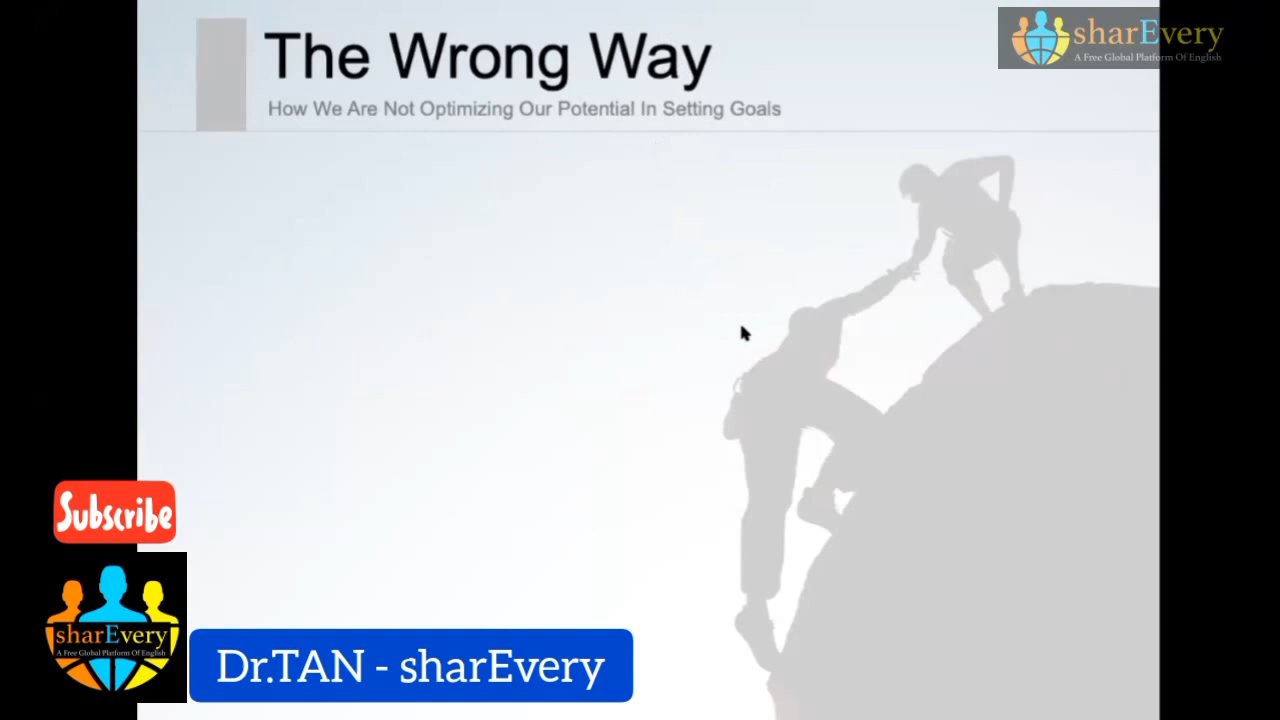 The Wrong Way
How We Are Not Optimizing Our Potential In Setting Goals
sharEvery
A Free Global Platform Of English
Subscribe
sharEvery
A Free Global Platform Of English
Dr.TAN - sharEvery